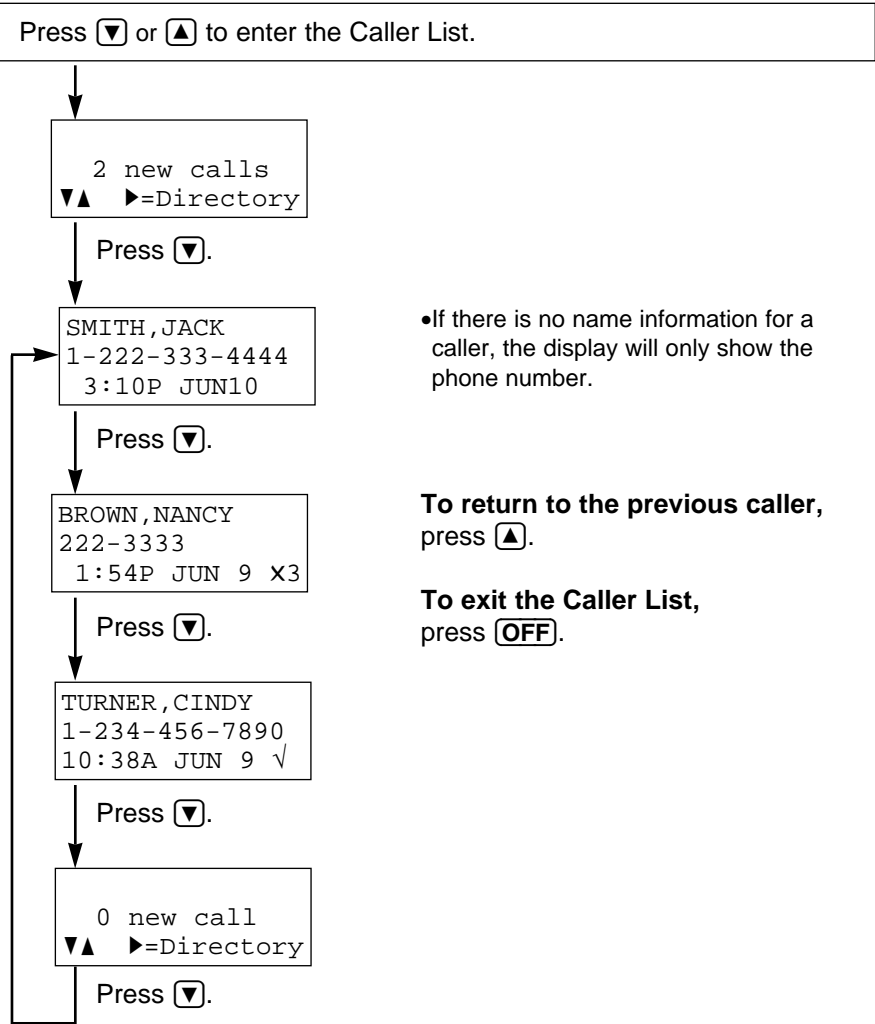 Press ▼ or ▲ to enter the Caller List.
2 new calls
▼▲ ▶=Directory
Press ▼.
SMITH,JACK
1-222-333-4444
3:10P JUN10
•If there is no name information for a
caller, the display will only show the
phone number.
Press ▼.
BROWN,NANCY
222-3333
1:54P JUN 9 X3
To return to the previous caller,
press ▲.
To exit the Caller List,
press OFF.
Press ▼.
TURNER,CINDY
1-234-456-7890
10:38A JUN 9 √
Press ▼.
0 new call
▼▲ ▶=Directory
Press ▼.